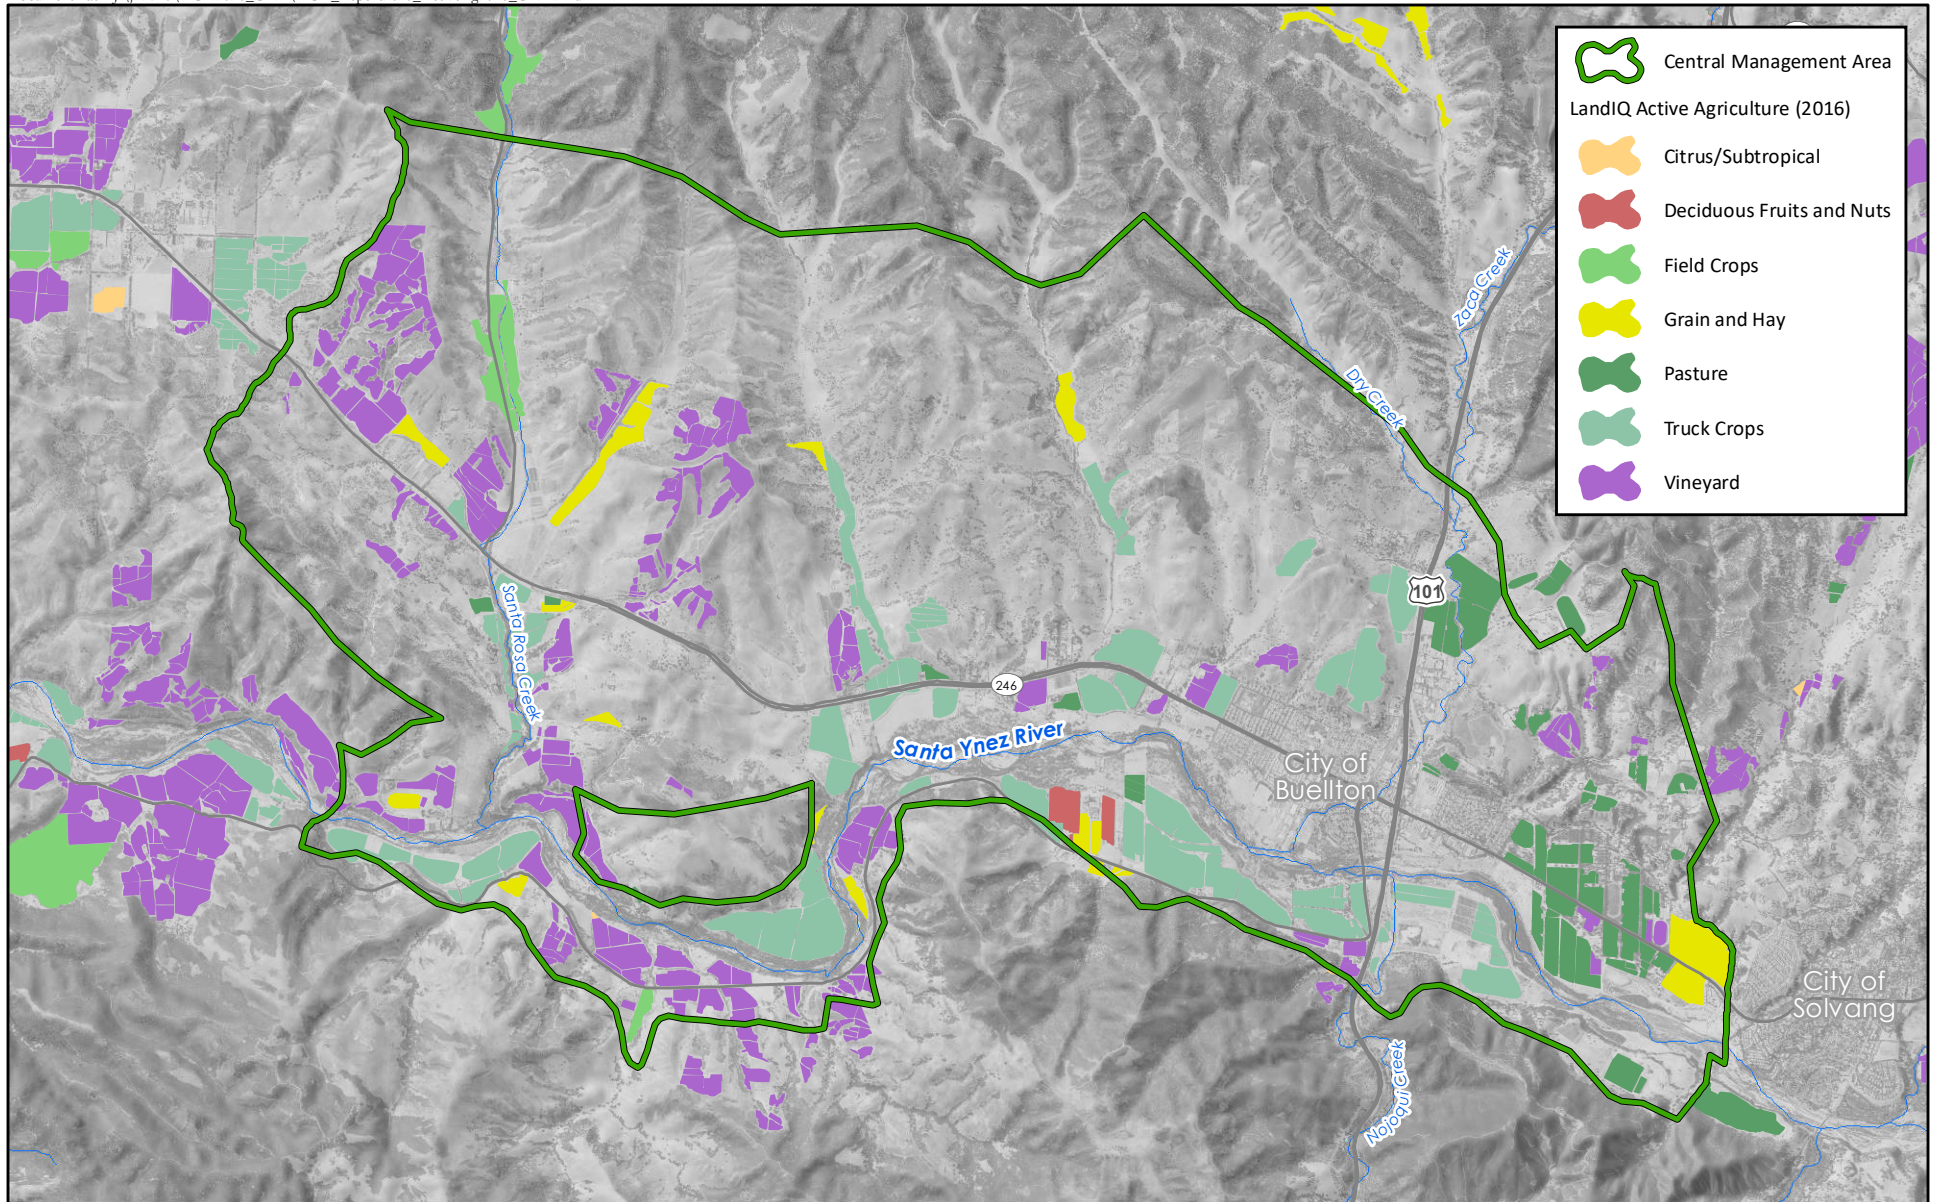 Central Management Area
LandIQ Active Agriculture (2016)
Citrus/Subtropical
Deciduous Fruits and Nuts
Field Crops
Grain and Hay
Pasture
Truck Crops
Vineyard
Zaca Creek
Dry Creek
101
Santa Rosa Creek
246
Santa Ynez River
City of
Buellton
City of
Solvang
Nojoqui Creek